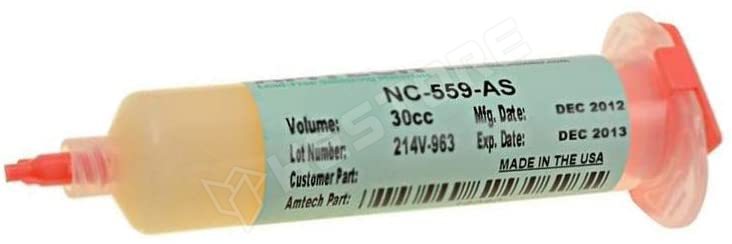 NC-559-AS
Volume: 30cc Mfg. Date: DEC 2012
Lot Number: 214V-963 Exp. Date: DEC 2013
Customer Part: MADE IN THE USA
Amtech Part: